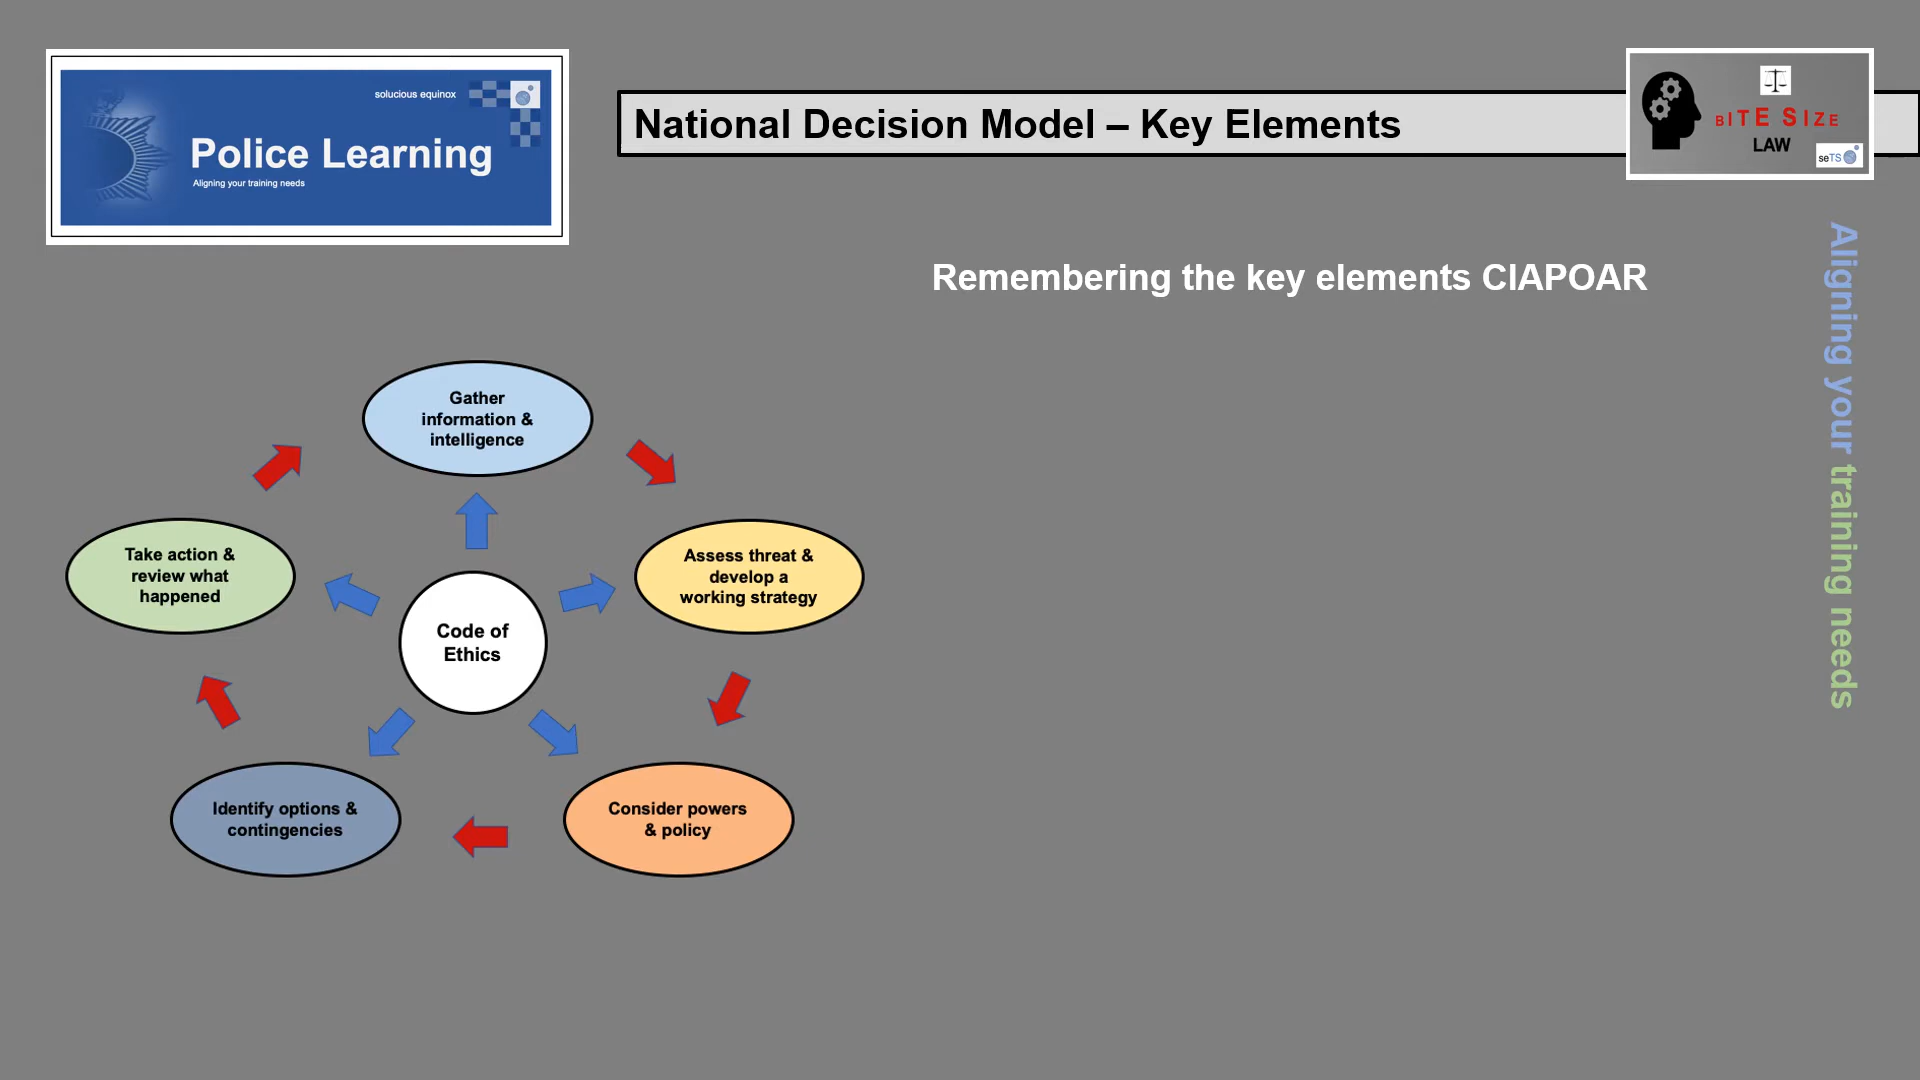 solucious equinox
Police Learning
Aligning your training needs
National Decision Model – Key Elements
BITE SIZE
LAW
seTS
Remembering the key elements CIAPOAR
Aligning your training needs
Gather
information &
intelligence
Take action &
review what
happened
Assess threat &
develop a
working strategy
Code of
Ethics
Identify options &
contingencies
Consider powers
& policy